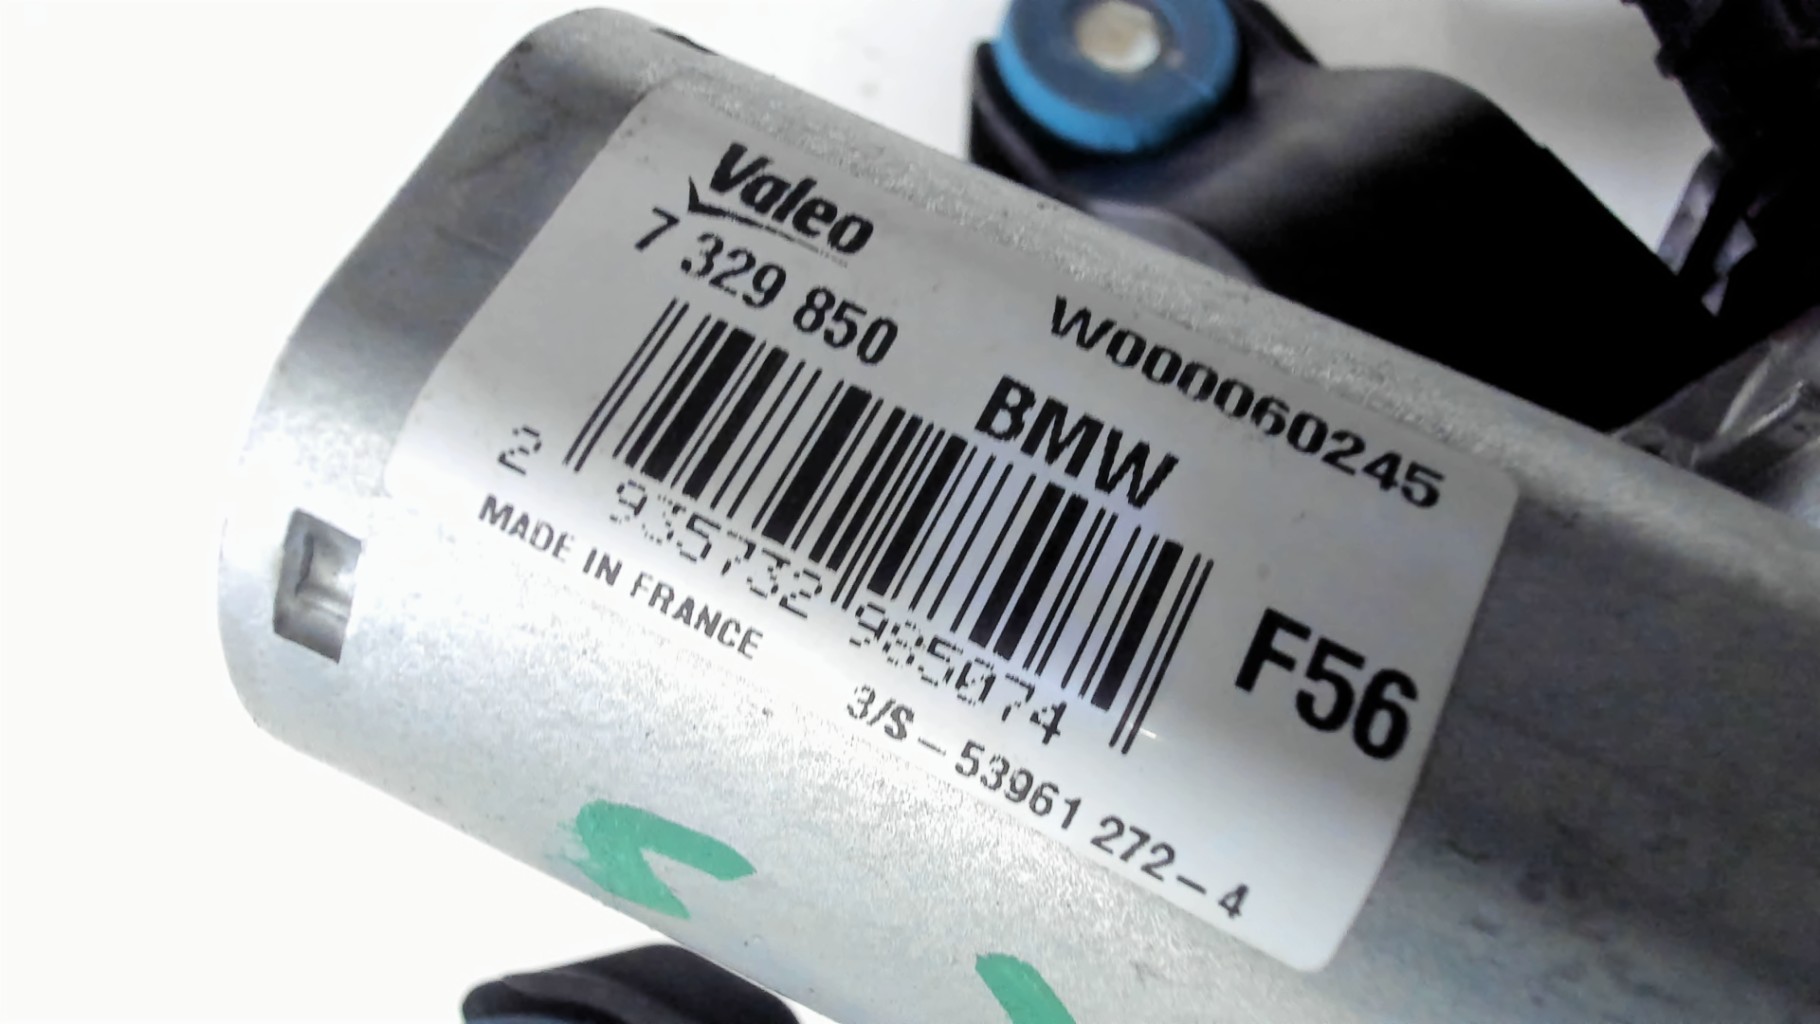 Valeo
7 329 850
W000060245
BMW
2 935732 985074
F56
MADE IN FRANCE
3/S - 53961 272 - 4